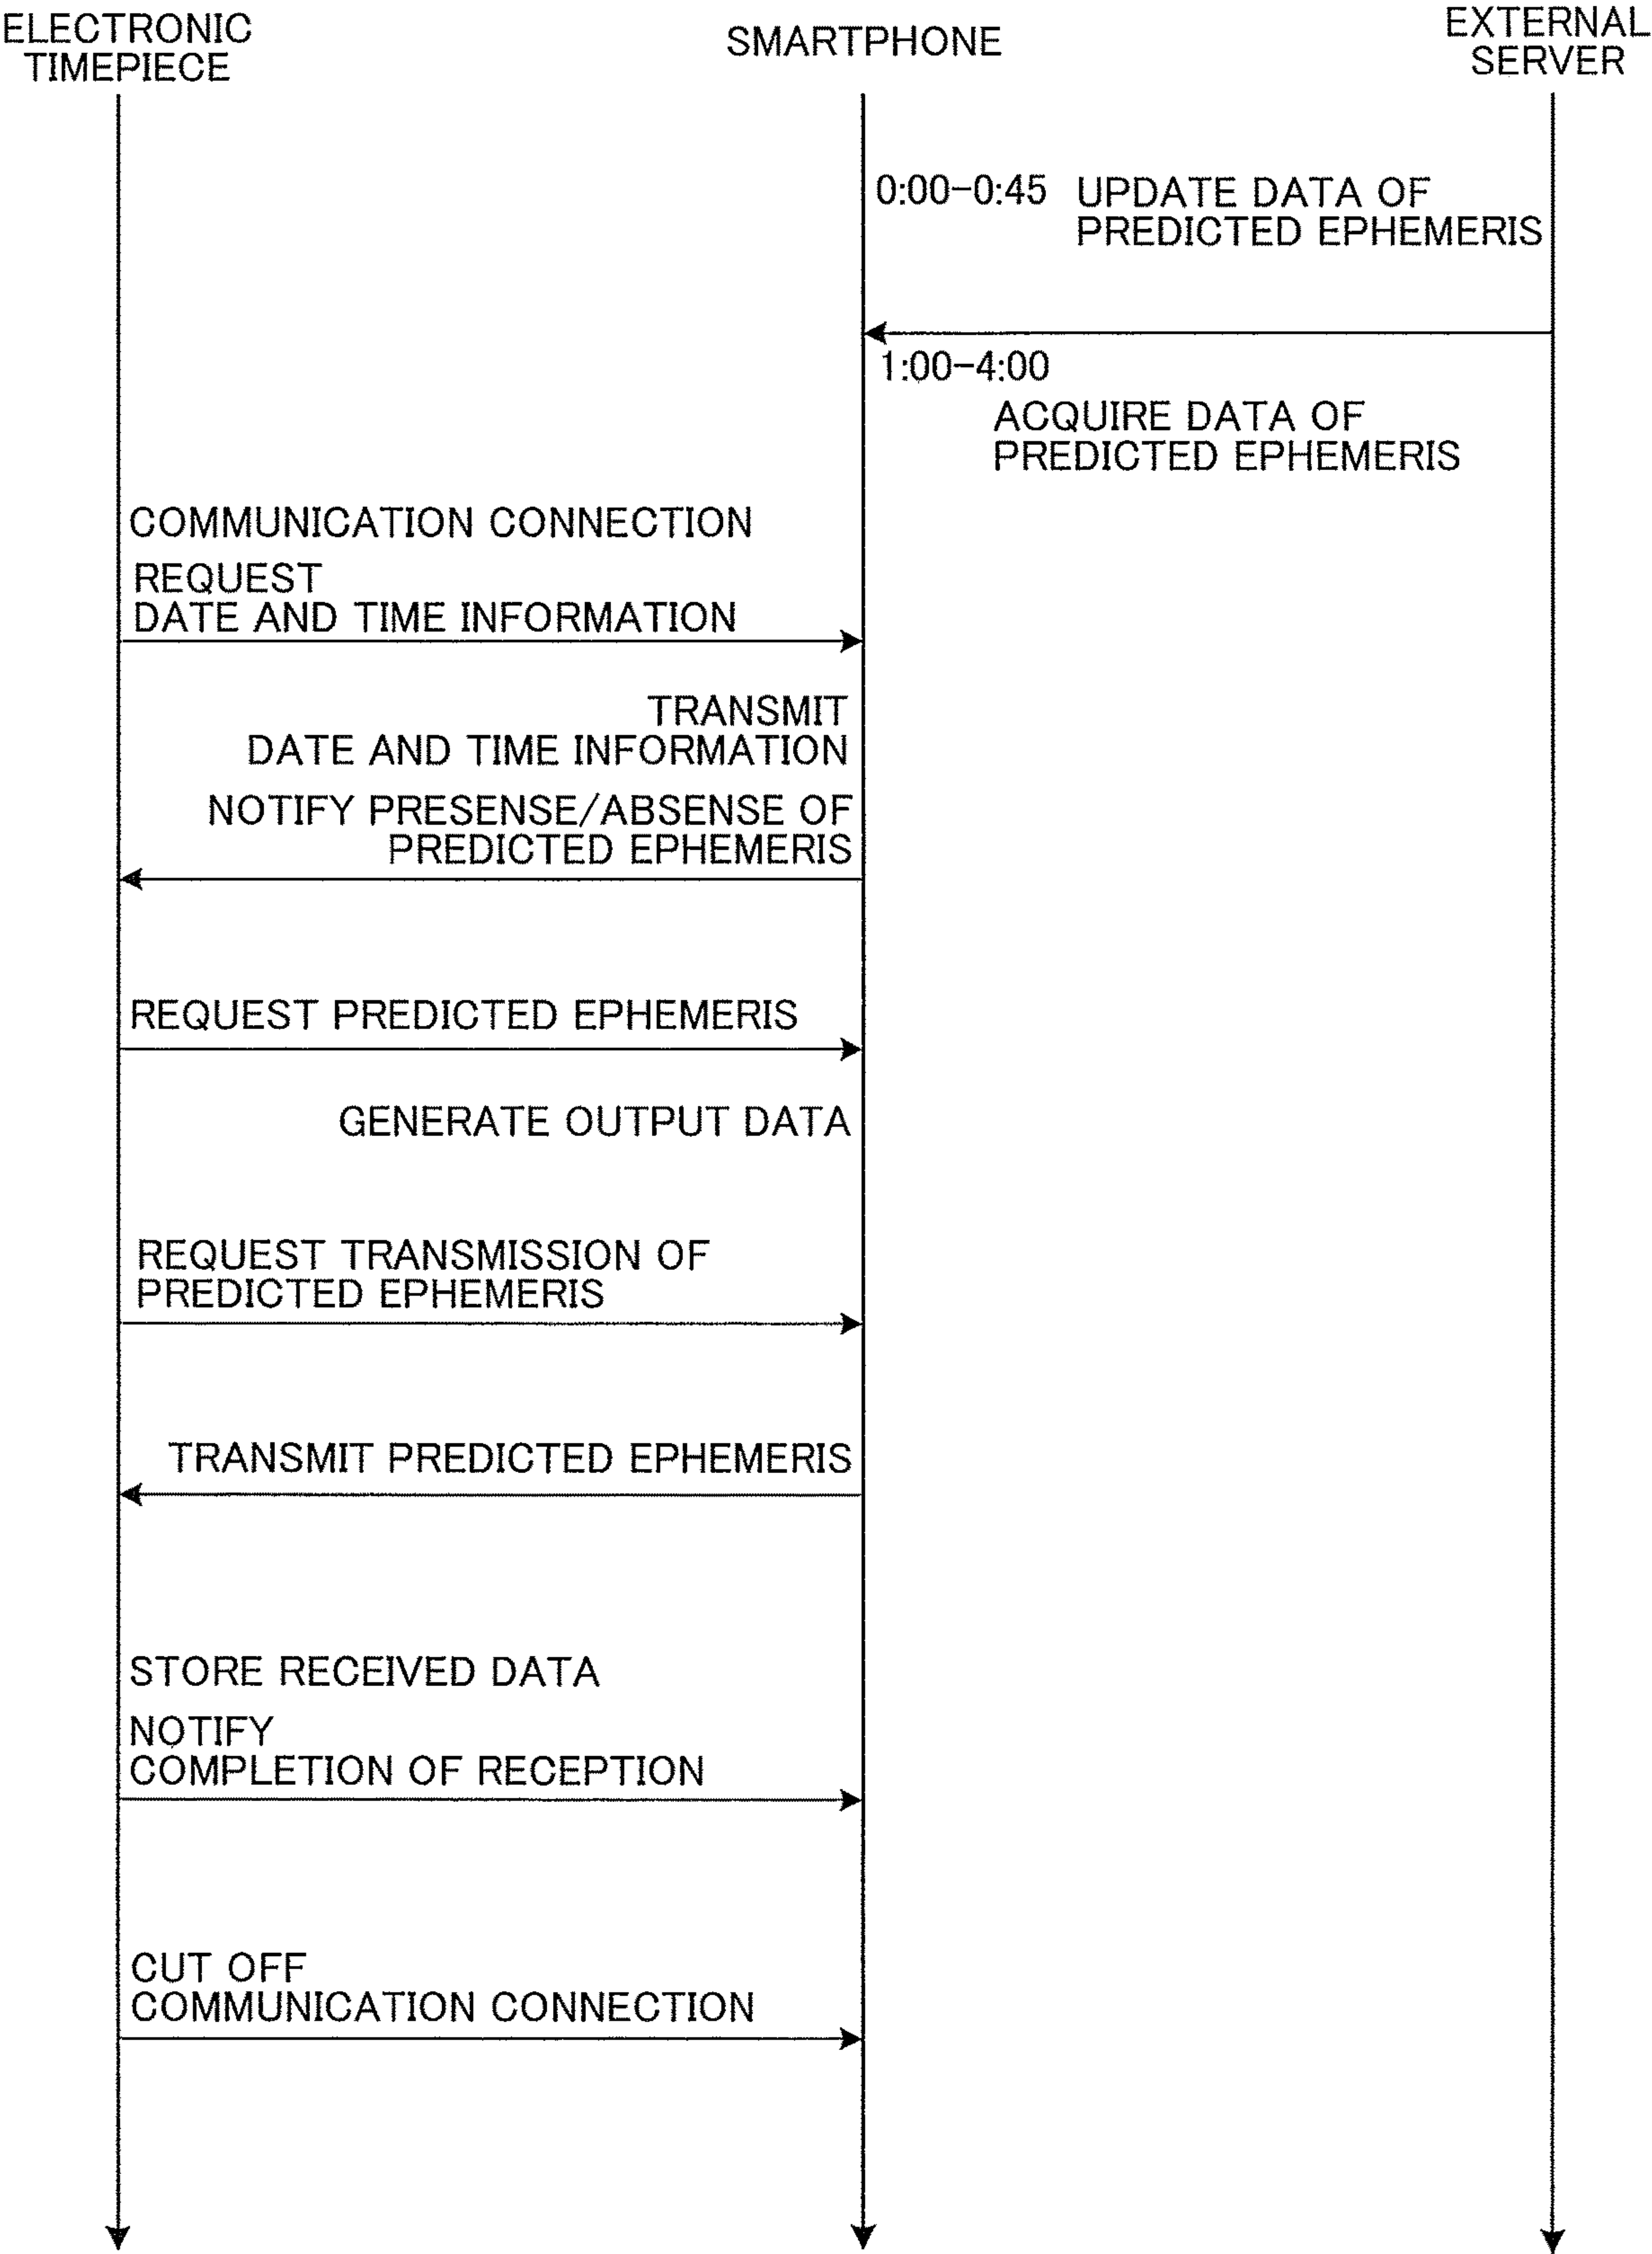 ELECTRONIC
TIMEPIECE
SMARTPHONE
EXTERNAL
SERVER
0:00-0:45 UPDATE DATA OF
PREDICTED EPHEMERIS
1:00-4:00
ACQUIRE DATA OF
PREDICTED EPHEMERIS
COMMUNICATION CONNECTION
REQUEST
DATE AND TIME INFORMATION
TRANSMIT
DATE AND TIME INFORMATION
NOTIFY PRESENSE/ABSENSE OF
PREDICTED EPHEMERIS
REQUEST PREDICTED EPHEMERIS
GENERATE OUTPUT DATA
REQUEST TRANSMISSION OF
PREDICTED EPHEMERIS
TRANSMIT PREDICTED EPHEMERIS
STORE RECEIVED DATA
NOTIFY
COMPLETION OF RECEPTION
CUT OFF
COMMUNICATION CONNECTION